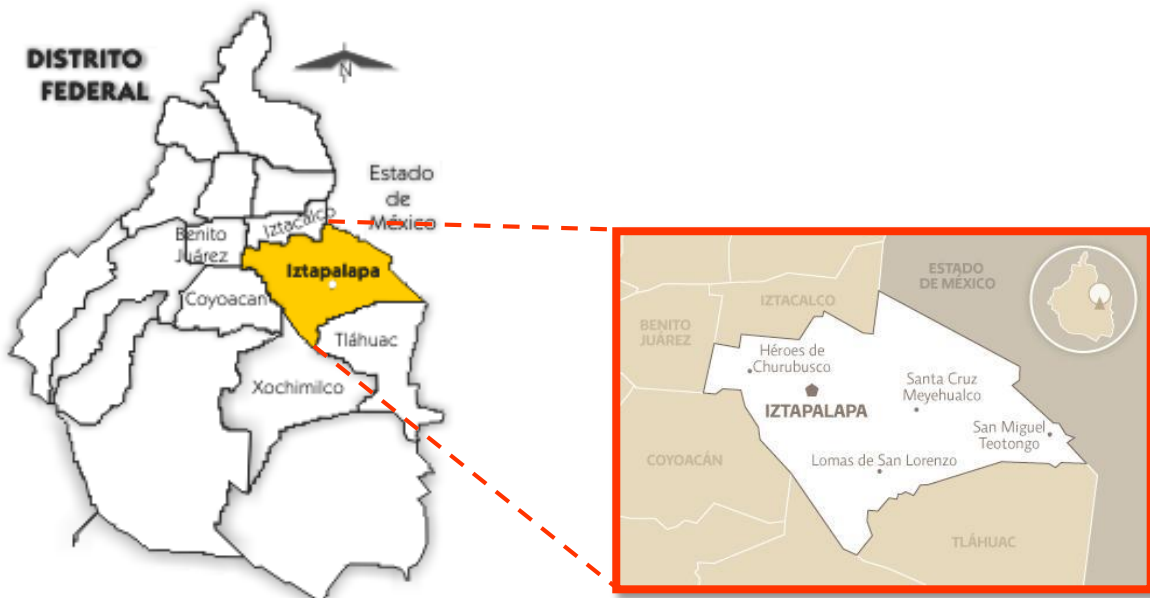 DISTRITO
FEDERAL
N
Estado
de
México
Iztacalco
Benito
Juárez
Iztapalapa
Coyoacan
Tláhuac
Xochimilco
ESTADO
DE MÉXICO
IZTACALCO
BENITO
JUÁREZ
Héroes de
Churubusco
Santa Cruz
Meyehualco
IZTAPALAPA
San Miguel
Teotongo
COYOACÁN
Lomas de San Lorenzo
TLÁHUAC